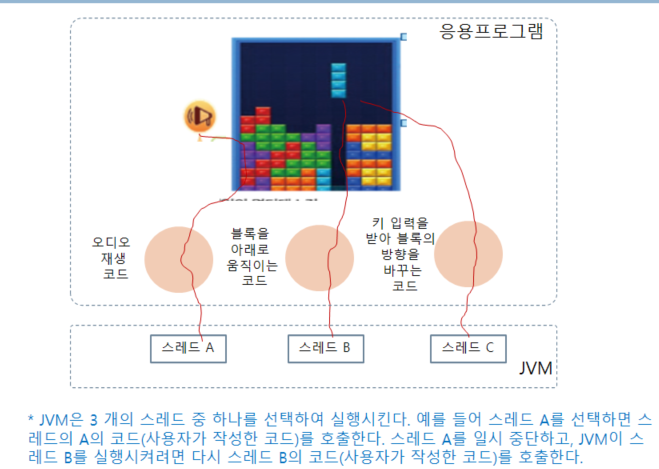 응용프로그램
오디오
재생
코드
블록을
아래로
움직이는
코드
키 입력을
받아 블록의
방향을
바꾸는
코드
스레드 A
스레드 B
스레드 C
JVM
* JVM은 3 개의 스레드 중 하나를 선택하여 실행시킨다. 예를 들어 스레드 A를 선택하면 스
레드의 A의 코드(사용자가 작성한 코드)를 호출한다. 스레드 A를 일시 중단하고, JVM이 스
레드 B를 실행시켜려면 다시 스레드 B의 코드(사용자가 작성한 코드)를 호출한다.